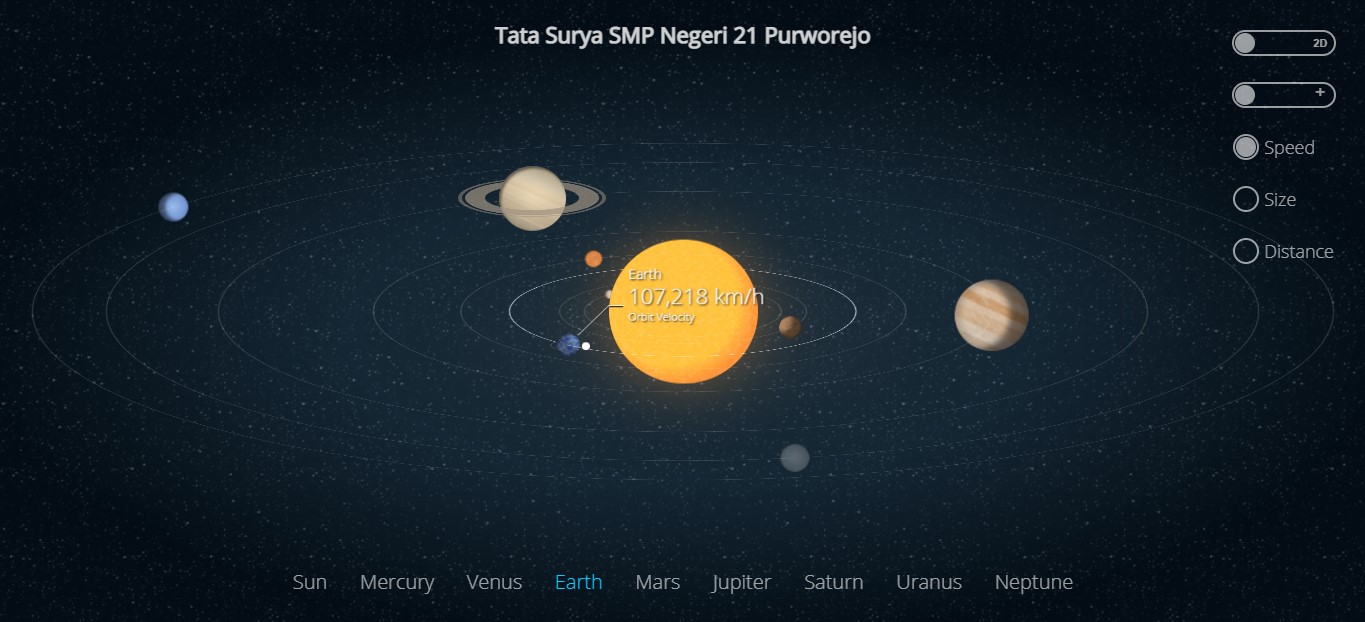 Tata Surya SMP Negeri 21 Purworejo
2D
+
Speed
Size
Distance
Earth
107,218 km/h
Orbit Velocity
Sun Mercury Venus Earth Mars Jupiter Saturn Uranus Neptune